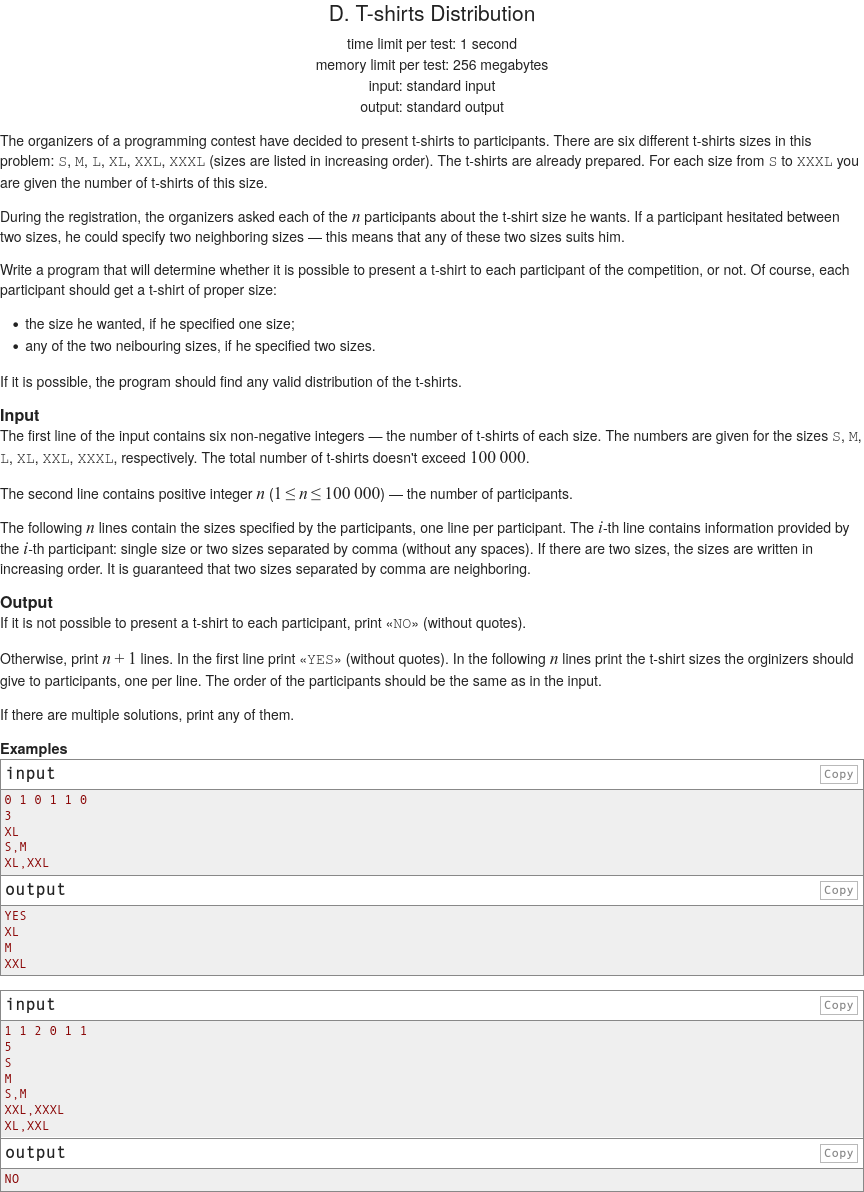 D. T-shirts Distribution
time limit per test: 1 second
memory limit per test: 256 megabytes
input: standard input
output: standard output
The organizers of a programming contest have decided to present t-shirts to participants. There are six different t-shirts sizes in this
problem: S, M, L, XL, XXL, XXXL (sizes are listed in increasing order). The t-shirts are already prepared. For each size from S to XXXL you
are given the number of t-shirts of this size.
During the registration, the organizers asked each of the n participants about the t-shirt size he wants. If a participant hesitated between
two sizes, he could specify two neighboring sizes — this means that any of these two sizes suits him.
Write a program that will determine whether it is possible to present a t-shirt to each participant of the competition, or not. Of course, each
participant should get a t-shirt of proper size:
• the size he wanted, if he specified one size;
• any of the two neibouring sizes, if he specified two sizes.
If it is possible, the program should find any valid distribution of the t-shirts.
Input
The first line of the input contains six non-negative integers — the number of t-shirts of each size. The numbers are given for the sizes S, M,
L, XL, XXL, XXXL, respectively. The total number of t-shirts doesn't exceed 100 000.
The second line contains positive integer n (1 ≤ n ≤ 100 000) — the number of participants.
The following n lines contain the sizes specified by the participants, one line per participant. The i-th line contains information provided by
the i-th participant: single size or two sizes separated by comma (without any spaces). If there are two sizes, the sizes are written in
increasing order. It is guaranteed that two sizes separated by comma are neighboring.
Output
If it is not possible to present a t-shirt to each participant, print «NO» (without quotes).
Otherwise, print n + 1 lines. In the first line print «YES» (without quotes). In the following n lines print the t-shirt sizes the orginizers should
give to participants, one per line. The order of the participants should be the same as in the input.
If there are multiple solutions, print any of them.
Examples
input Copy
0 1 0 1 1 0
3
XL
S,M
XL,XXL
output Copy
YES
XL
M
XXL
input Copy
1 1 2 0 1 1
5
S
M
S,M
XXL,XXXL
XL,XXL
output Copy
NO